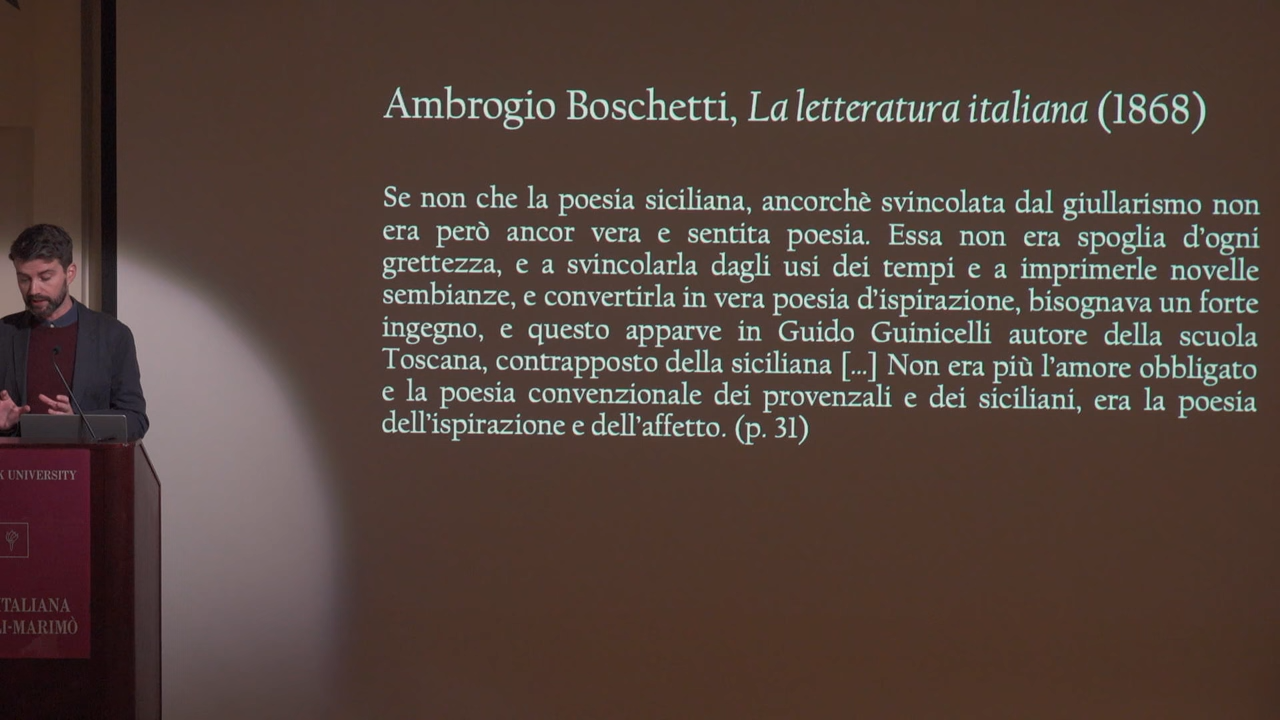 Ambrogio Boschetti, La letteratura italiana (1868)
Se non che la poesia siciliana, ancorchè svincolata dal giullarismo non
era però ancor vera e sentita poesia. Essa non era spoglia d'ogni
grettezza, e a svincolarla dagli usi dei tempi e a imprimerle novelle
sembianze, e convertirla in vera poesia d'ispirazione, bisognava un forte
ingegno, e questo apparve in Guido Guinicelli autore della scuola
Toscana, contrapposto della siciliana [...] Non era più l'amore obbligato
e la poesia convenzionale dei provenzali e dei siciliani, era la poesia
dell'ispirazione e dell'affetto. (p. 31)
K UNIVERSITY
ITALIANA
LI-MARIMÒ